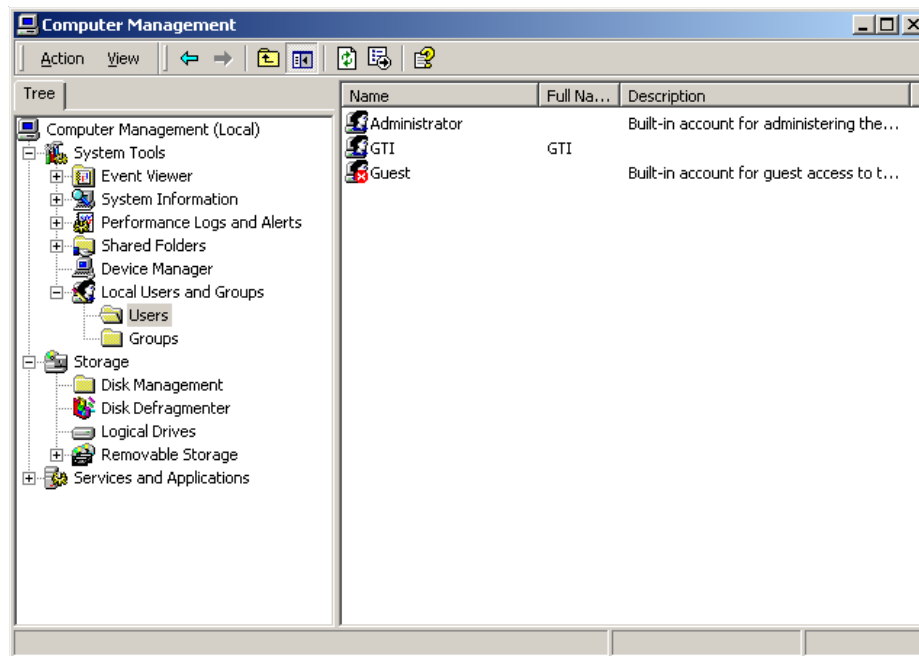 Computer Management
Action View
Tree
Name Full Na... Description
Computer Management (Local)
System Tools
Event Viewer
System Information
Performance Logs and Alerts
Shared Folders
Device Manager
Local Users and Groups
Users
Groups
Storage
Disk Management
Disk Defragmenter
Logical Drives
Removable Storage
Services and Applications
Administrator Built-in account for administering the...
GTI GTI
Guest Built-in account for guest access to t...